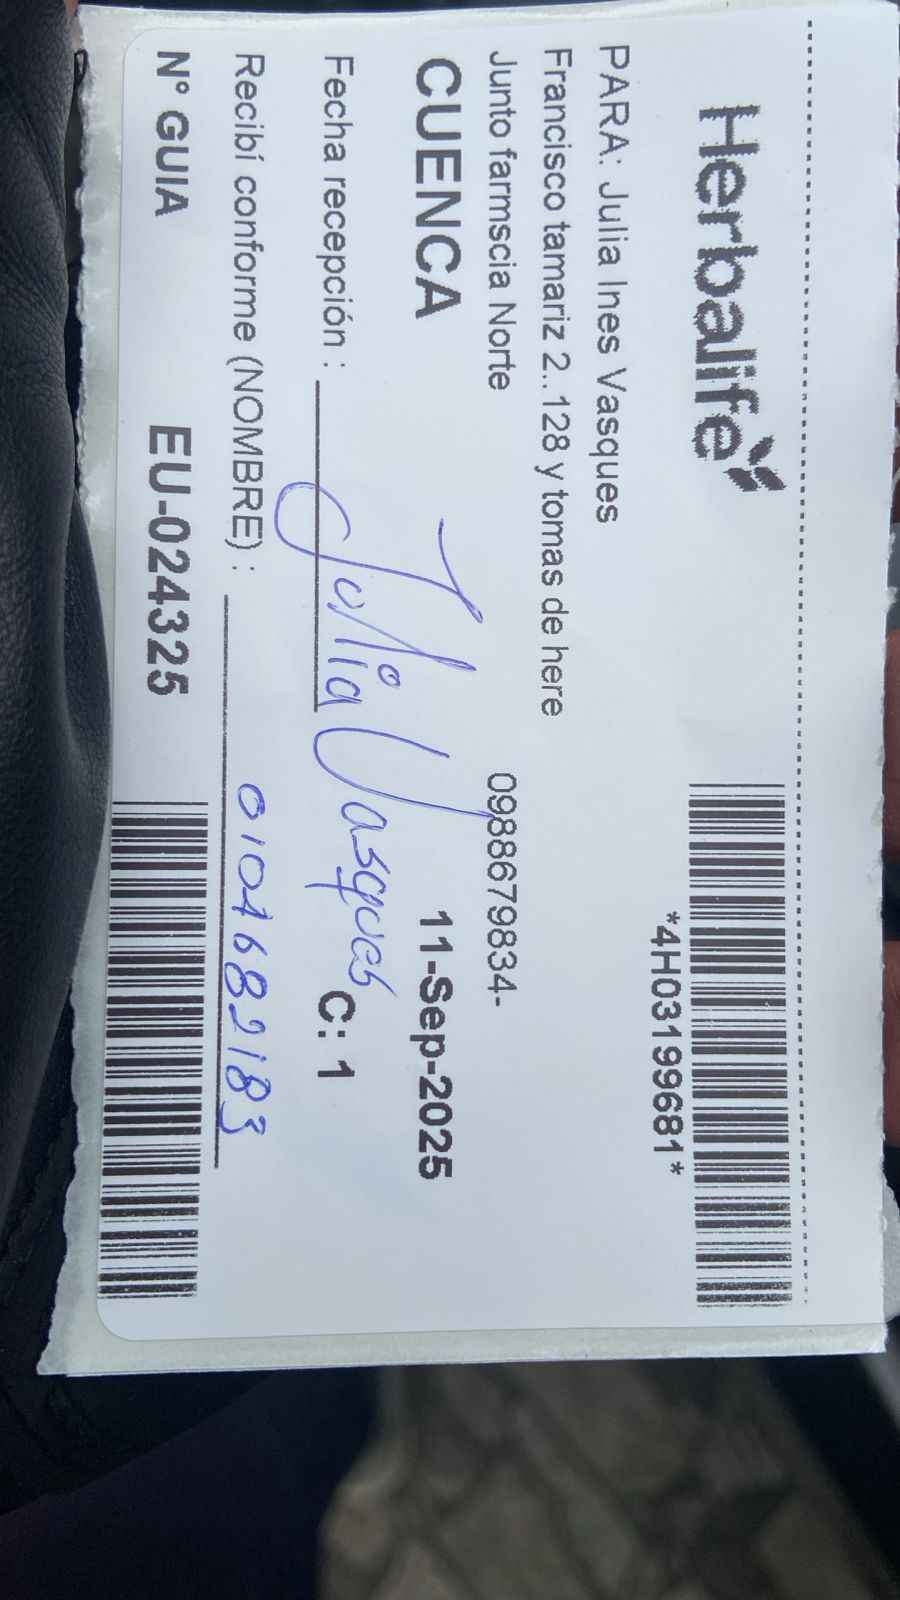 Herbalife
*4H03199681*
PARA: Julia Ines Vasques
Francisco tamariz 2..128 y tomas de here
Junto farmscia Norte 0988679834-
CUENCA 11-Sep-2025
Fecha recepción : Julia Vasques C: 1
Recibí conforme (NOMBRE) : 0104682183
Nº GUIA EU-024325